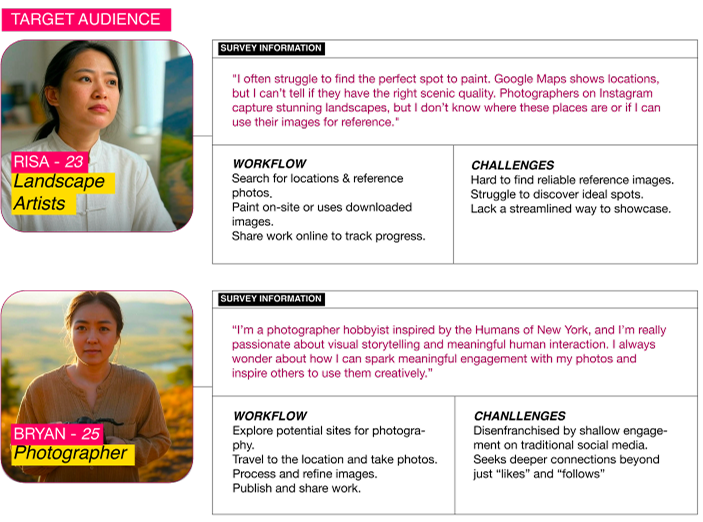 TARGET AUDIENCE
SURVEY INFORMATION
"I often struggle to find the perfect spot to paint. Google Maps shows locations,
but I can't tell if they have the right scenic quality. Photographers on Instagram
capture stunning landscapes, but I don't know where these places are or if I can
use their images for reference."
RISA - 23
Landscape
Artists
WORKFLOW
Search for locations & reference
photos.
Paint on-site or uses downloaded
images.
Share work online to track progress.
CHALLENGES
Hard to find reliable reference images.
Struggle to discover ideal spots.
Lack a streamlined way to showcase.
SURVEY INFORMATION
“I’m a photographer hobbyist inspired by the Humans of New York, and I’m really
passionate about visual storytelling and meaningful human interaction. I always
wonder about how I can spark meaningful engagement with my photos and
inspire others to use them creatively.”
BRYAN - 25
Photographer
WORKFLOW
Explore potential sites for photogra-
phy.
Travel to the location and take photos.
Process and refine images.
Publish and share work.
CHANLLENGES
Disenfranchised by shallow engage-
ment on traditional social media.
Seeks deeper connections beyond
just “likes” and “follows”